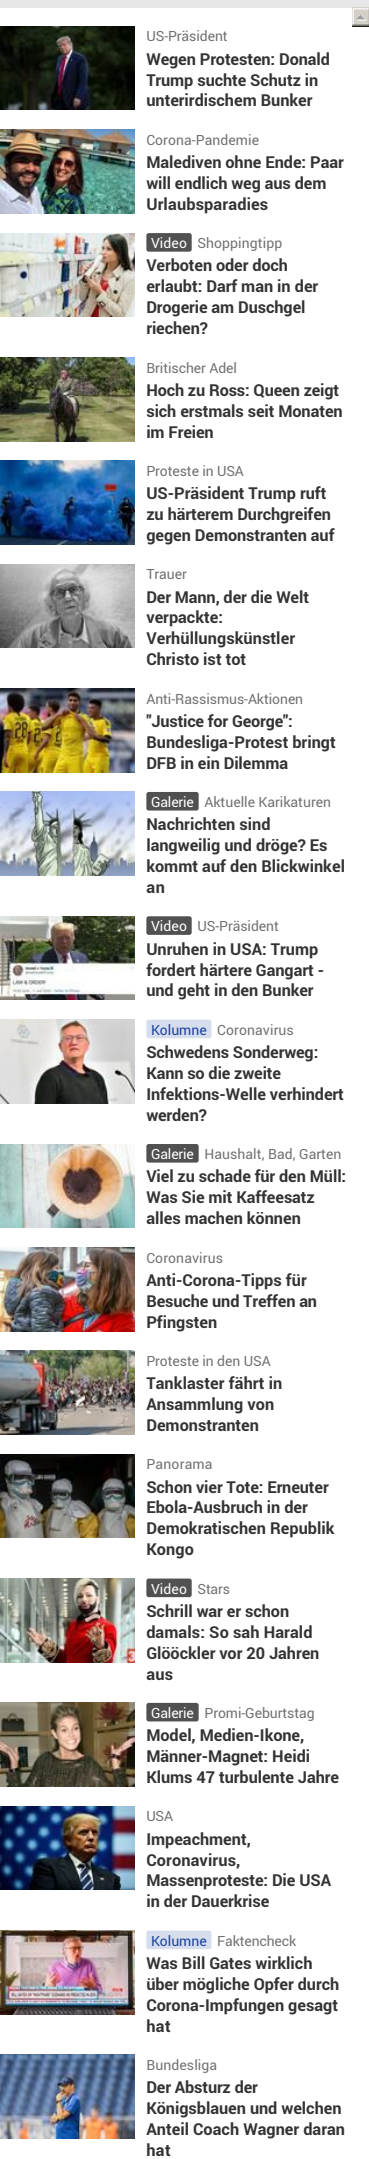 US-Präsident
Wegen Protesten: Donald
Trump suchte Schutz in
unterirdischem Bunker
Corona-Pandemie
Malediven ohne Ende: Paar
will endlich weg aus dem
Urlaubsparadies
Video Shoppingtipp
Verboten oder doch
erlaubt: Darf man in der
Drogerie am Duschgel
riechen?
Britischer Adel
Hoch zu Ross: Queen zeigt
sich erstmals seit Monaten
im Freien
Proteste in USA
US-Präsident Trump ruft
zu härterem Durchgreifen
gegen Demonstranten auf
Trauer
Der Mann, der die Welt
verpackte:
Verhüllungskünstler
Christo ist tot
Anti-Rassismus-Aktionen
"Justice for George":
Bundesliga-Protest bringt
DFB in ein Dilemma
Galerie Aktuelle Karikaturen
Nachrichten sind
langweilig und dröge? Es
kommt auf den Blickwinkel
an
Video US-Präsident
Unruhen in USA: Trump
fordert härtere Gangart -
und geht in den Bunker
LAW & ORDER!
Kolumne Coronavirus
Schwedens Sonderweg:
Kann so die zweite
Infektions-Welle verhindert
werden?
Galerie Haushalt, Bad, Garten
Viel zu schade für den Müll:
Was Sie mit Kaffeesatz
alles machen können
Coronavirus
Anti-Corona-Tipps für
Besuche und Treffen an
Pfingsten
Proteste in den USA
Tanklaster fährt in
Ansammlung von
Demonstranten
Panorama
Schon vier Tote: Erneuter
Ebola-Ausbruch in der
Demokratischen Republik
Kongo
Video Stars
Schrill war er schon
damals: So sah Harald
Glööckler vor 20 Jahren
aus
Galerie Promi-Geburtstag
Model, Medien-Ikone,
Männer-Magnet: Heidi
Klums 47 turbulente Jahre
USA
Impeachment,
Coronavirus,
Massenproteste: Die USA
in der Dauerkrise
Kolumne Faktencheck
Was Bill Gates wirklich
über mögliche Opfer durch
Corona-Impfungen gesagt
hat
Bundesliga
Der Absturz der
Königsblauen und welchen
Anteil Coach Wagner daran
hat